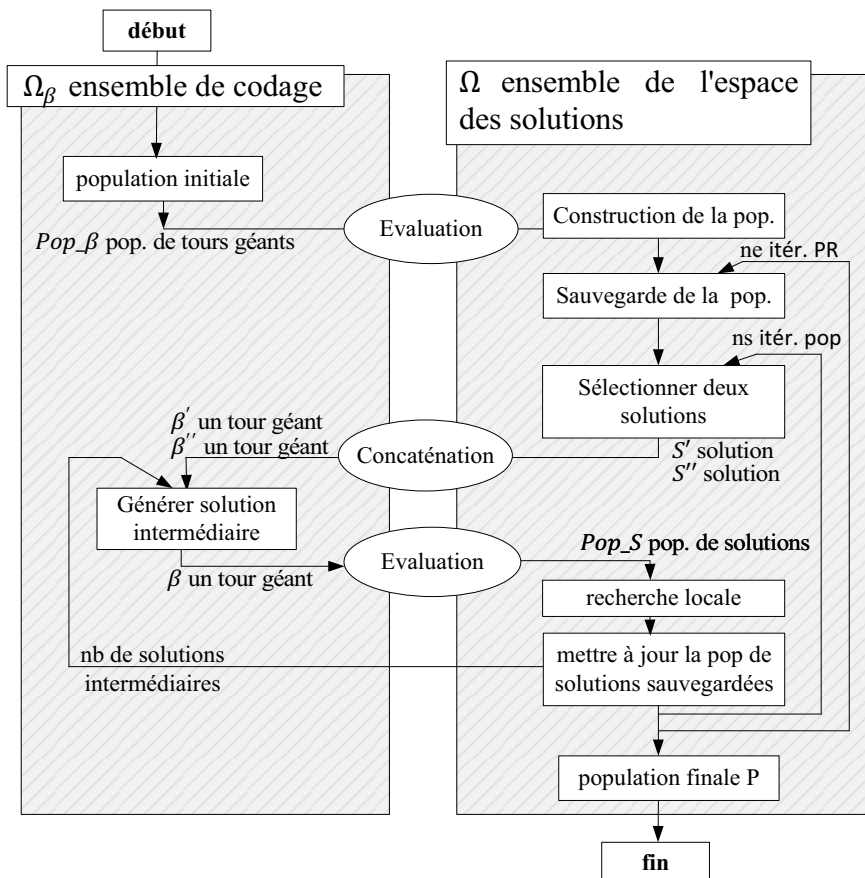 début
Ωβ ensemble de codage
Ω ensemble de l'espace
des solutions
population initiale
Pop_β pop. de tours géants
Evaluation
Construction de la pop.
ne itér. PR
Sauvegarde de la pop.
ns itér. pop
Sélectionner deux
solutions
β′ un tour géant
β′′ un tour géant
Concaténation
S′ solution
S′′ solution
Générer solution
intermédiaire
β un tour géant
Evaluation
Pop_S pop. de solutions
recherche locale
nb de solutions
intermédiaires
mettre à jour la pop de
solutions sauvegardées
population finale P
fin